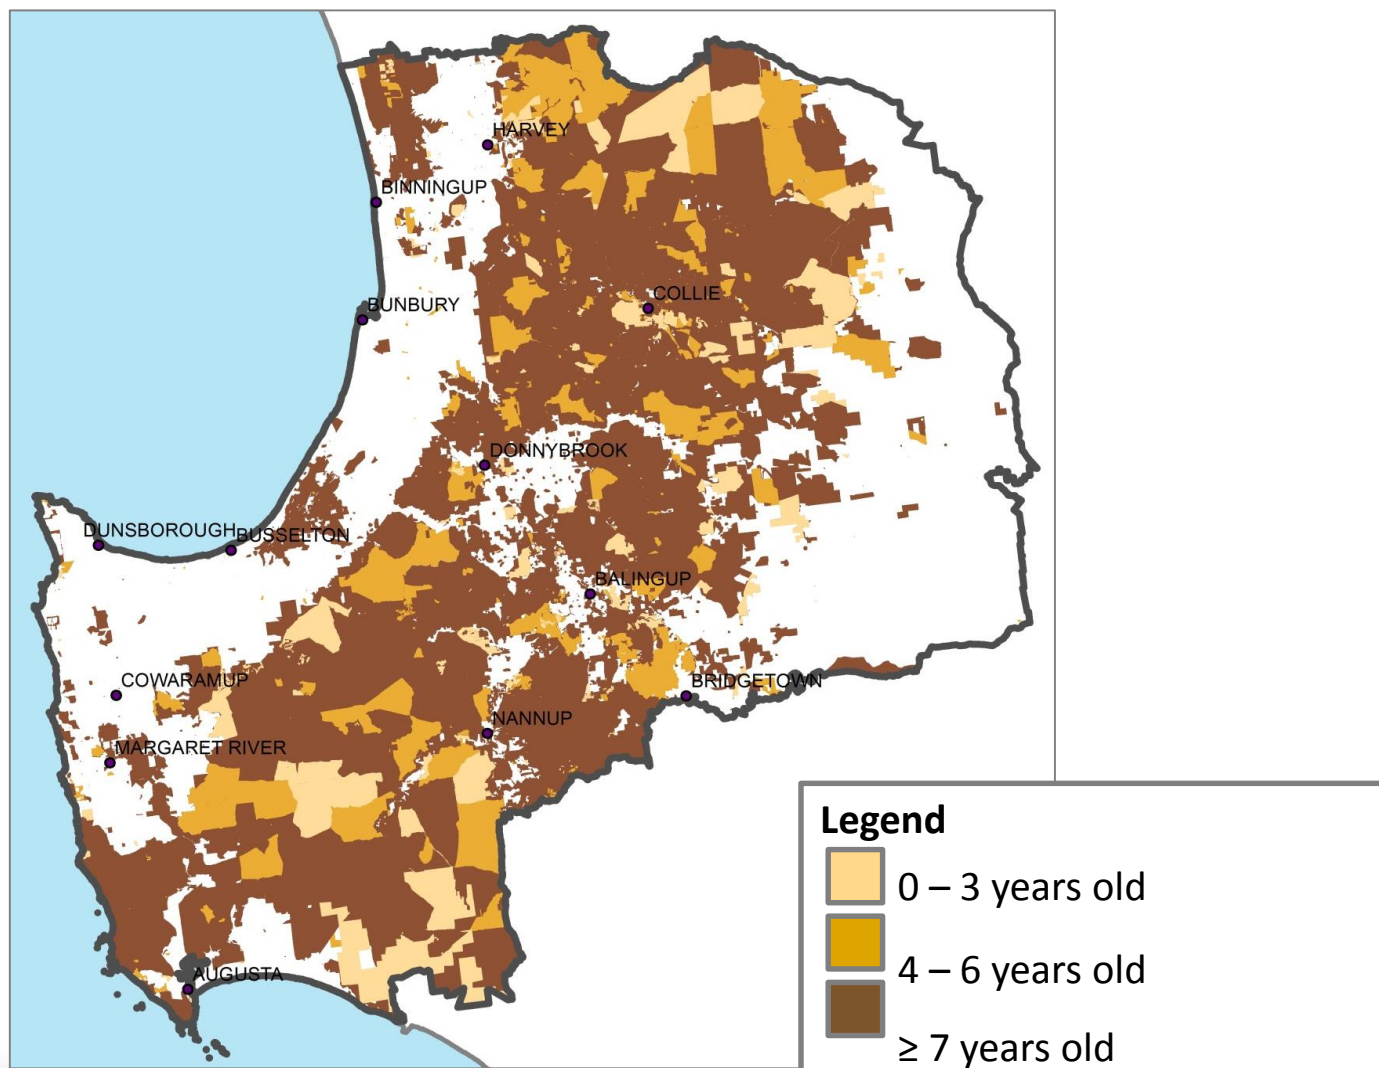 HARVEY
BINNINGUP
COLLIE
BUNBURY
DONNYBROOK
DUNSBOROUGH
BUSSELTON
BALINGUP
COWARAMUP
BRIDGETOWN
NANNUP
MARGARET RIVER
AUGUSTA
Legend
0 – 3 years old
4 – 6 years old
≥ 7 years old